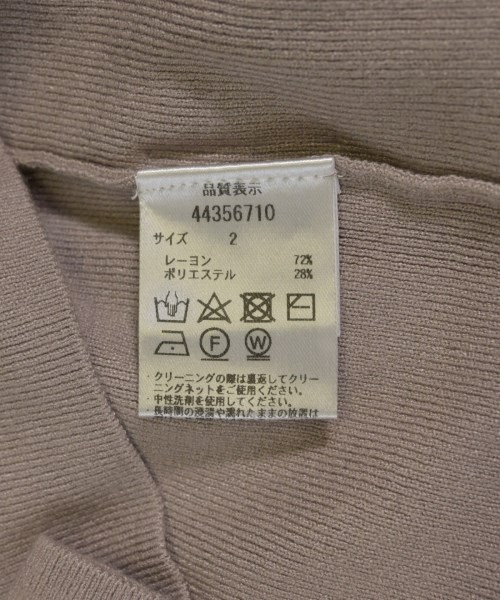 品質表示
44356710
サイズ 2
レーヨン 72%
ポリエステル 28%
F W
・クリーニングの際は裏返してクリー
ニングネットをご使用ください。
・中性洗剤を使用してください。
・長時間の浸漬や濡れたままの放置は